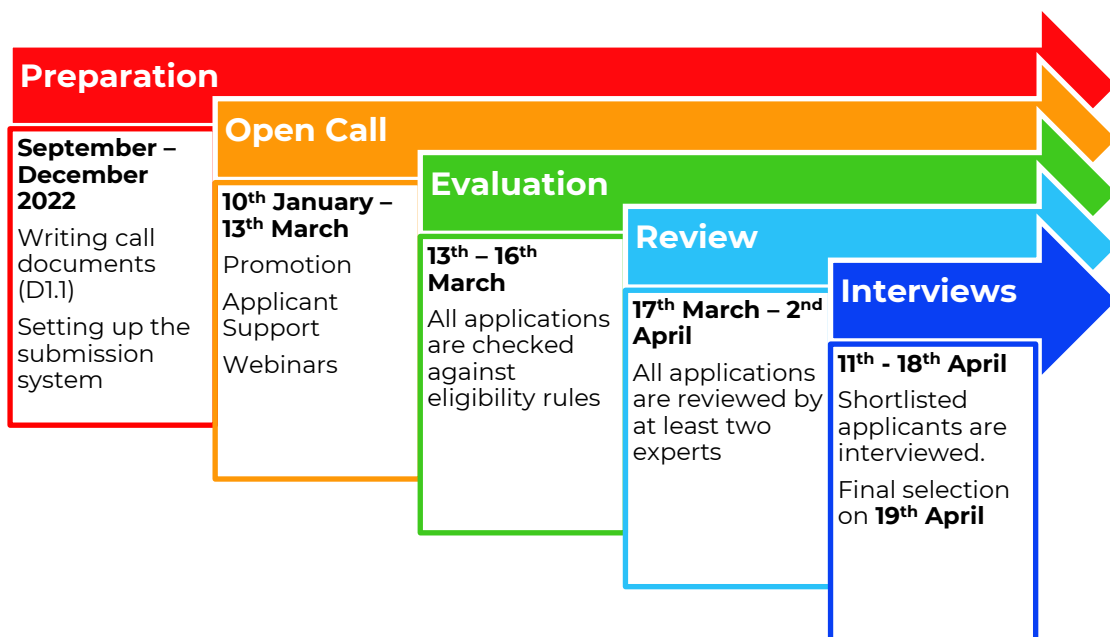 Preparation
September –
December
2022
Writing call
documents
(D1.1)
Setting up the
submission
system
Open Call
10th January –
13th March
Promotion
Applicant
Support
Webinars
Evaluation
13th – 16th
March
All applications
are checked
against
eligibility rules
Review
17th March – 2nd
April
All applications
are reviewed by
at least two
experts
Interviews
11th - 18th April
Shortlisted
applicants are
interviewed.
Final selection
on 19th April